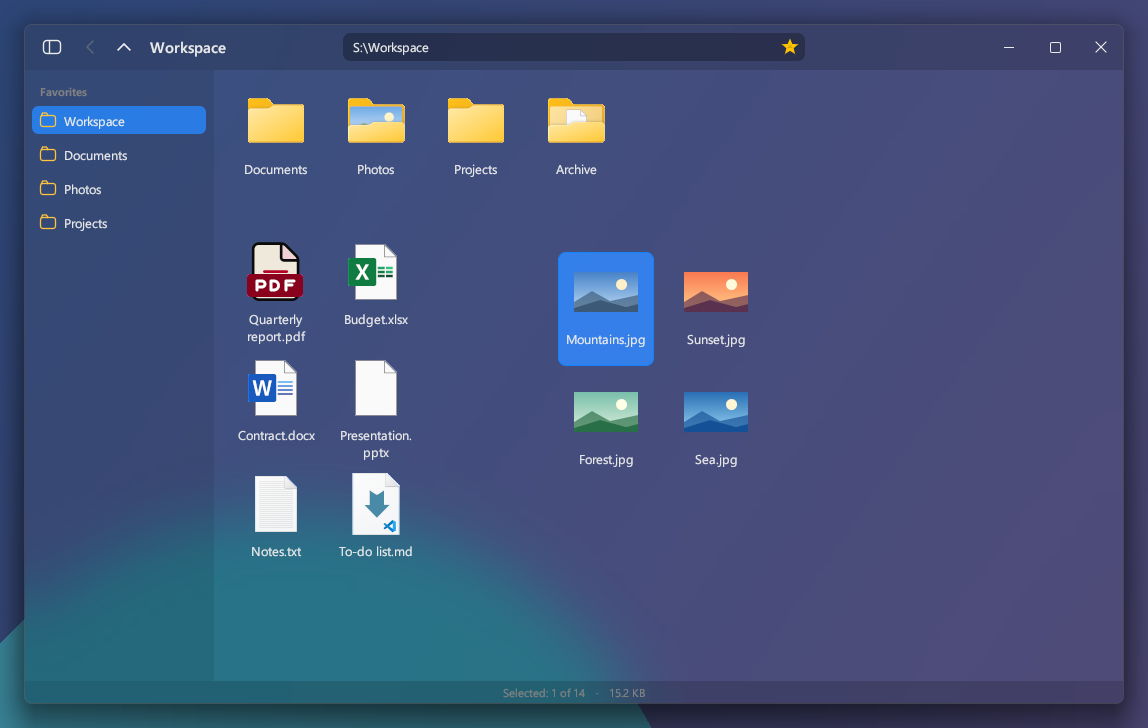 Workspace
S:\Workspace
Favorites
Workspace
Documents
Photos
Projects
Documents
Photos
Projects
Archive
PDF
X
Quarterly
report.pdf
Budget.xlsx
Mountains.jpg
Sunset.jpg
W
Contract.docx
Presentation.
pptx
Forest.jpg
Sea.jpg
Notes.txt
To-do list.md
Selected: 1 of 14 · 15.2 KB